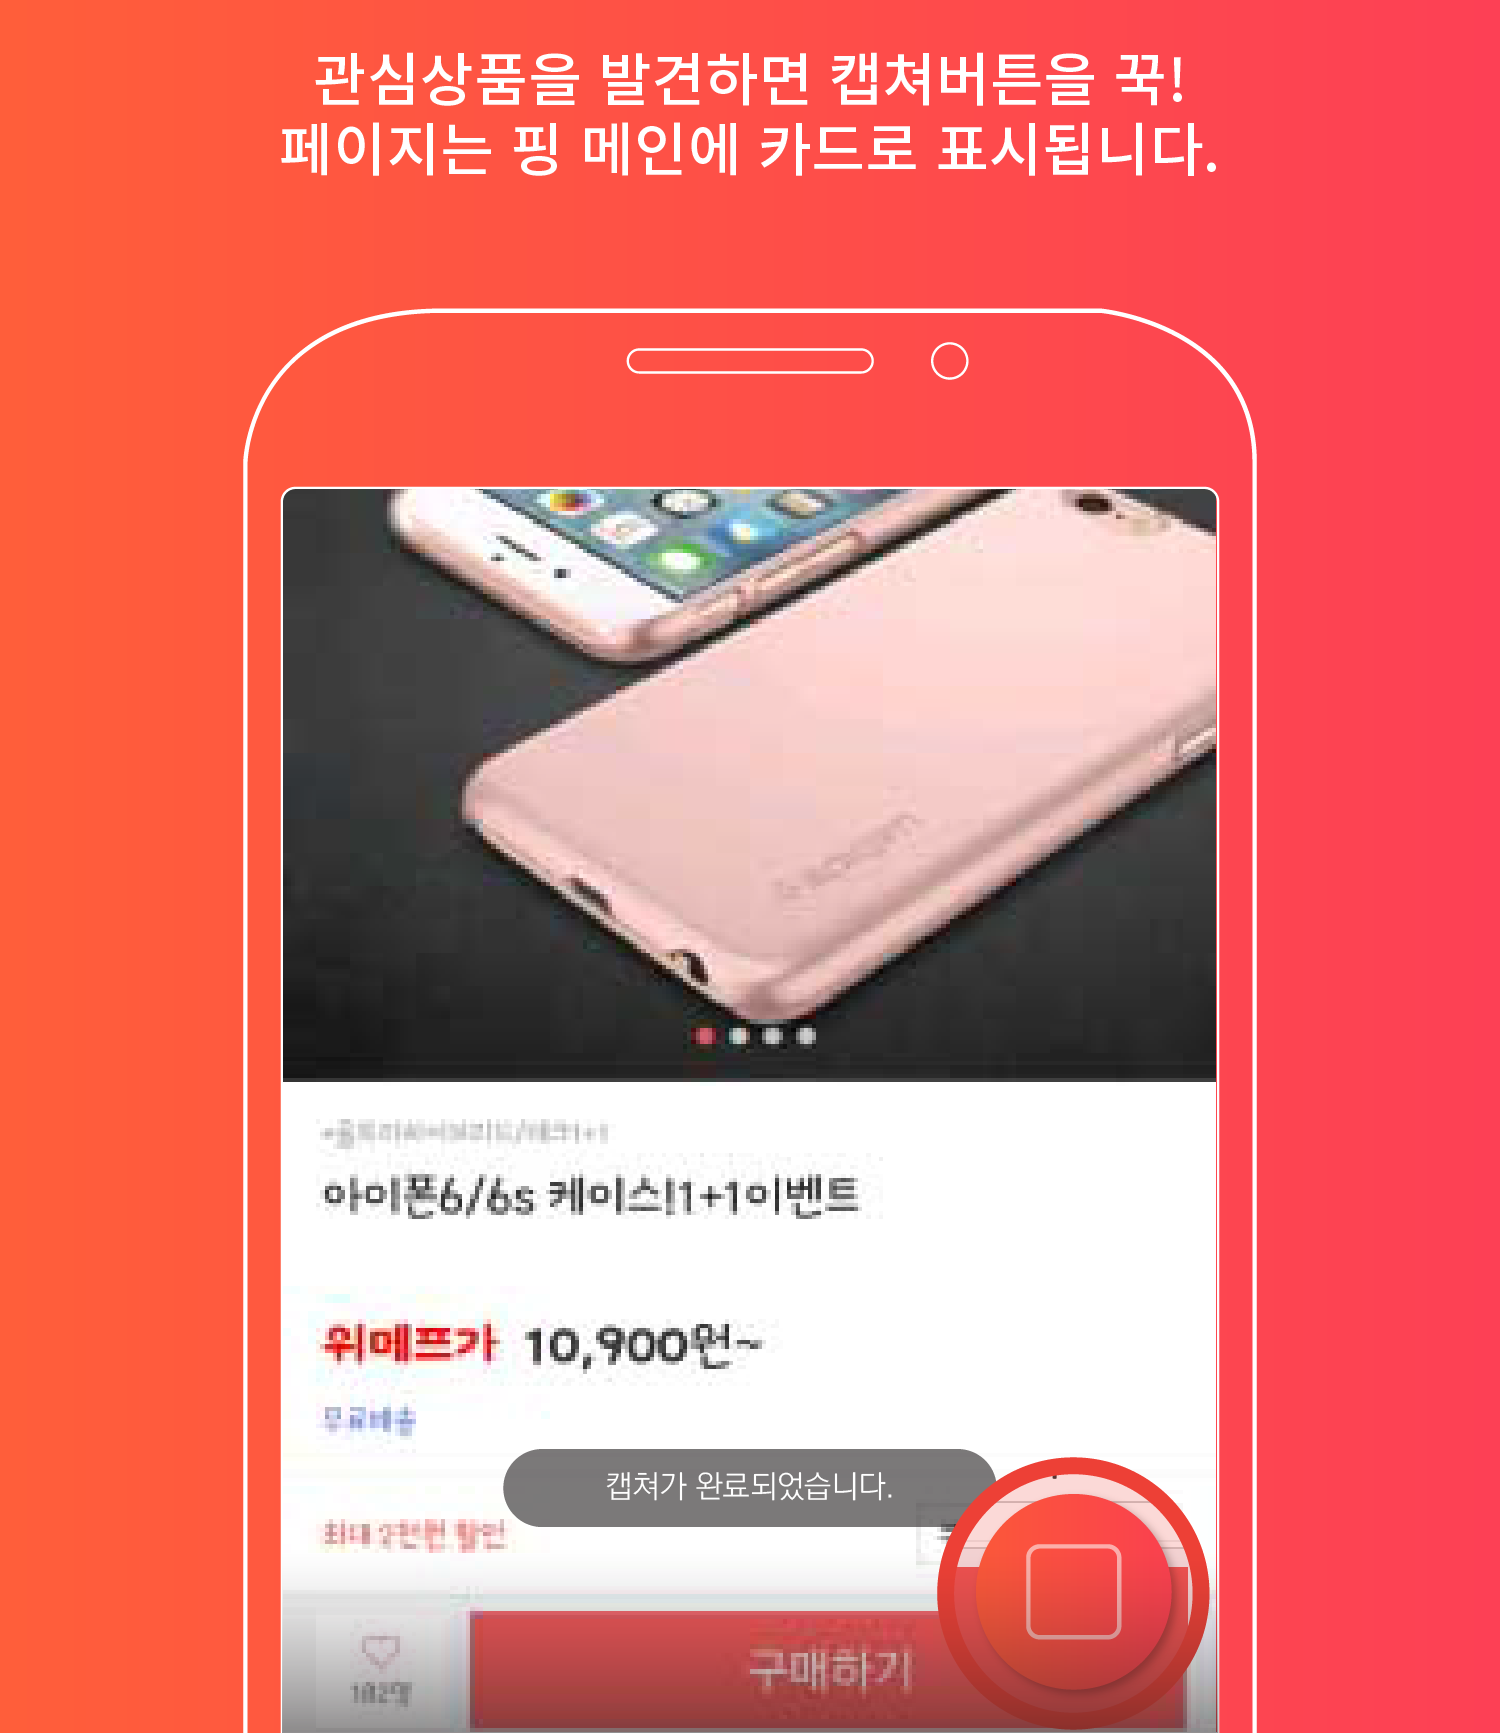 관심상품을 발견하면 캡쳐버튼을 꾹!
페이지는 핑 메인에 카드로 표시됩니다.
아이폰6/6s 케이스!1+1이벤트
위메프가 10,900원~
무료배송
캡쳐가 완료되었습니다.
최대 2만원 할인
182명
구매하기